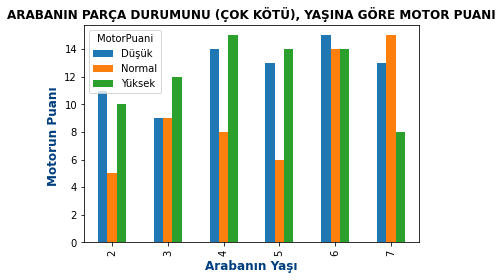 ARABANIN PARÇA DURUMUNU (ÇOK KÖTÜ), YAŞINA GÖRE MOTOR PUANI
MotorPuani
Düşük
Normal
Yüksek
Motorun Puanı
14
12
10
8
6
4
2
0
2
3
4
5
6
7
Arabanın Yaşı